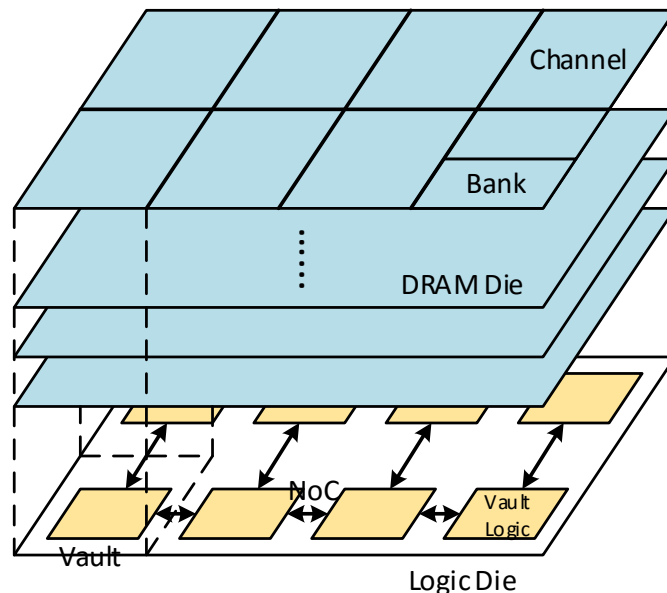 Channel
Bank
DRAM Die
NoC
Vault
Logic
Vault
Logic Die